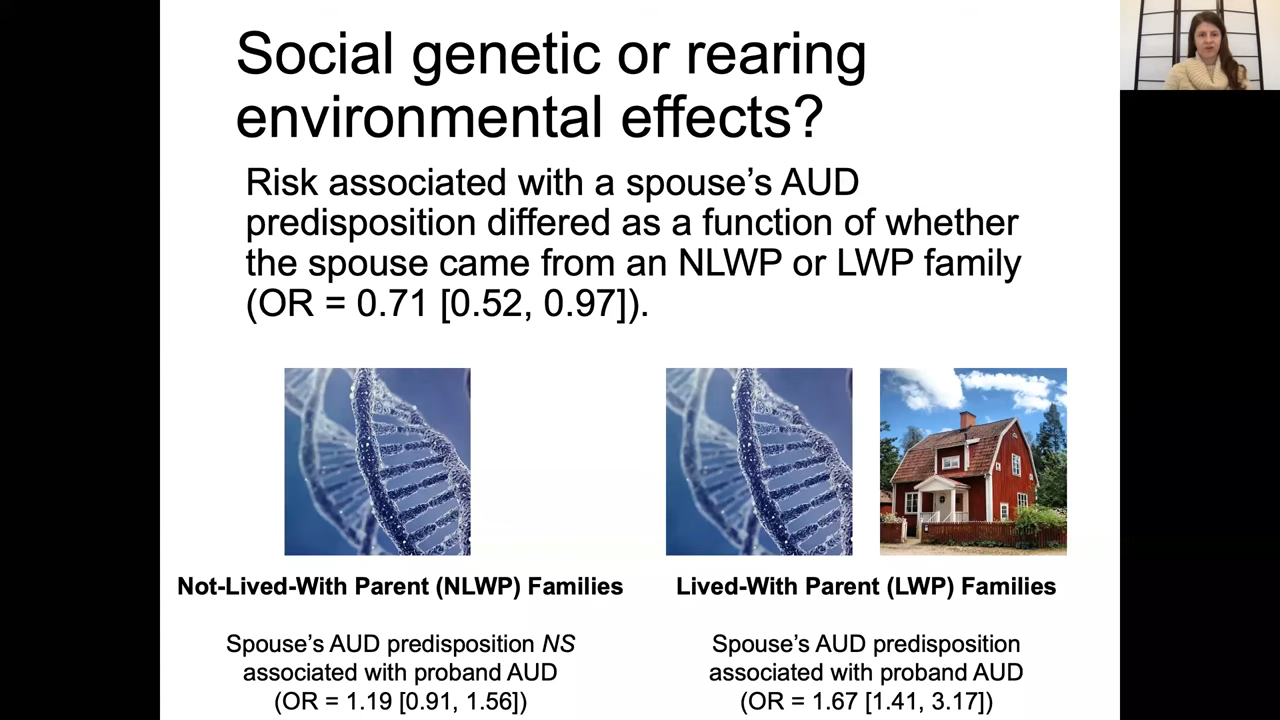 Social genetic or rearing
environmental effects?
Risk associated with a spouse's AUD
predisposition differed as a function of whether
the spouse came from an NLWP or LWP family
(OR = 0.71 [0.52, 0.97]).
Not-Lived-With Parent (NLWP) Families
Spouse's AUD predisposition NS
associated with proband AUD
(OR = 1.19 [0.91, 1.56])
Lived-With Parent (LWP) Families
Spouse's AUD predisposition
associated with proband AUD
(OR = 1.67 [1.41, 3.17])